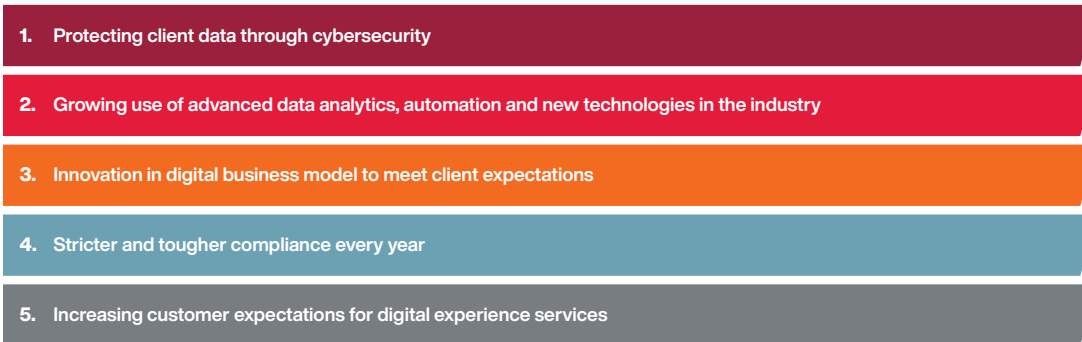 1. Protecting client data through cybersecurity
2. Growing use of advanced data analytics, automation and new technologies in the industry
3. Innovation in digital business model to meet client expectations
4. Stricter and tougher compliance every year
5. Increasing customer expectations for digital experience services